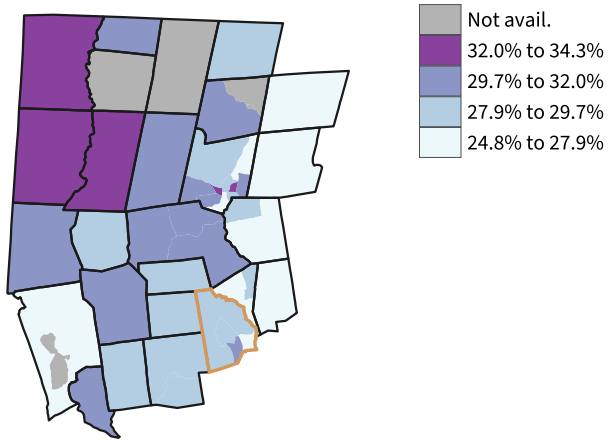 Not avail.
32.0% to 34.3%
29.7% to 32.0%
27.9% to 29.7%
24.8% to 27.9%